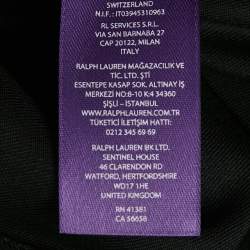 SWITZERLAND
N.I.F.: IT03945310963
RL SERVICES S.R.L.
VIA SAN BARNABA 27
CAP 20122, MILAN
ITALY
RALPH LAUREN MAĞAZACILIK VE
TİC. LTD. ŞTİ
ESENTEPE KASAP SOK. ALTINAY İŞ
MERKEZİ NO:8-10 K:4 34360
ŞİŞLİ - İSTANBUL
WWW.RALPHLAUREN.COM.TR
TÜKETİCİ İLETİŞİM HATTI:
0212 345 69 69
RALPH LAUREN UK LTD.
SENTINEL HOUSE
46 CLARENDON RD
WATFORD, HERTFORDSHIRE
WD17 1HE
UNITED KINGDOM
RN 41381
CA 56658